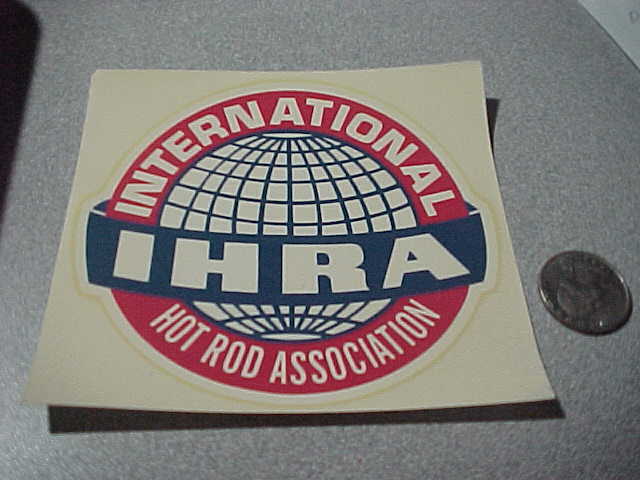 INTERNATIONAL
IHRA
HOT ROD ASSOCIATION